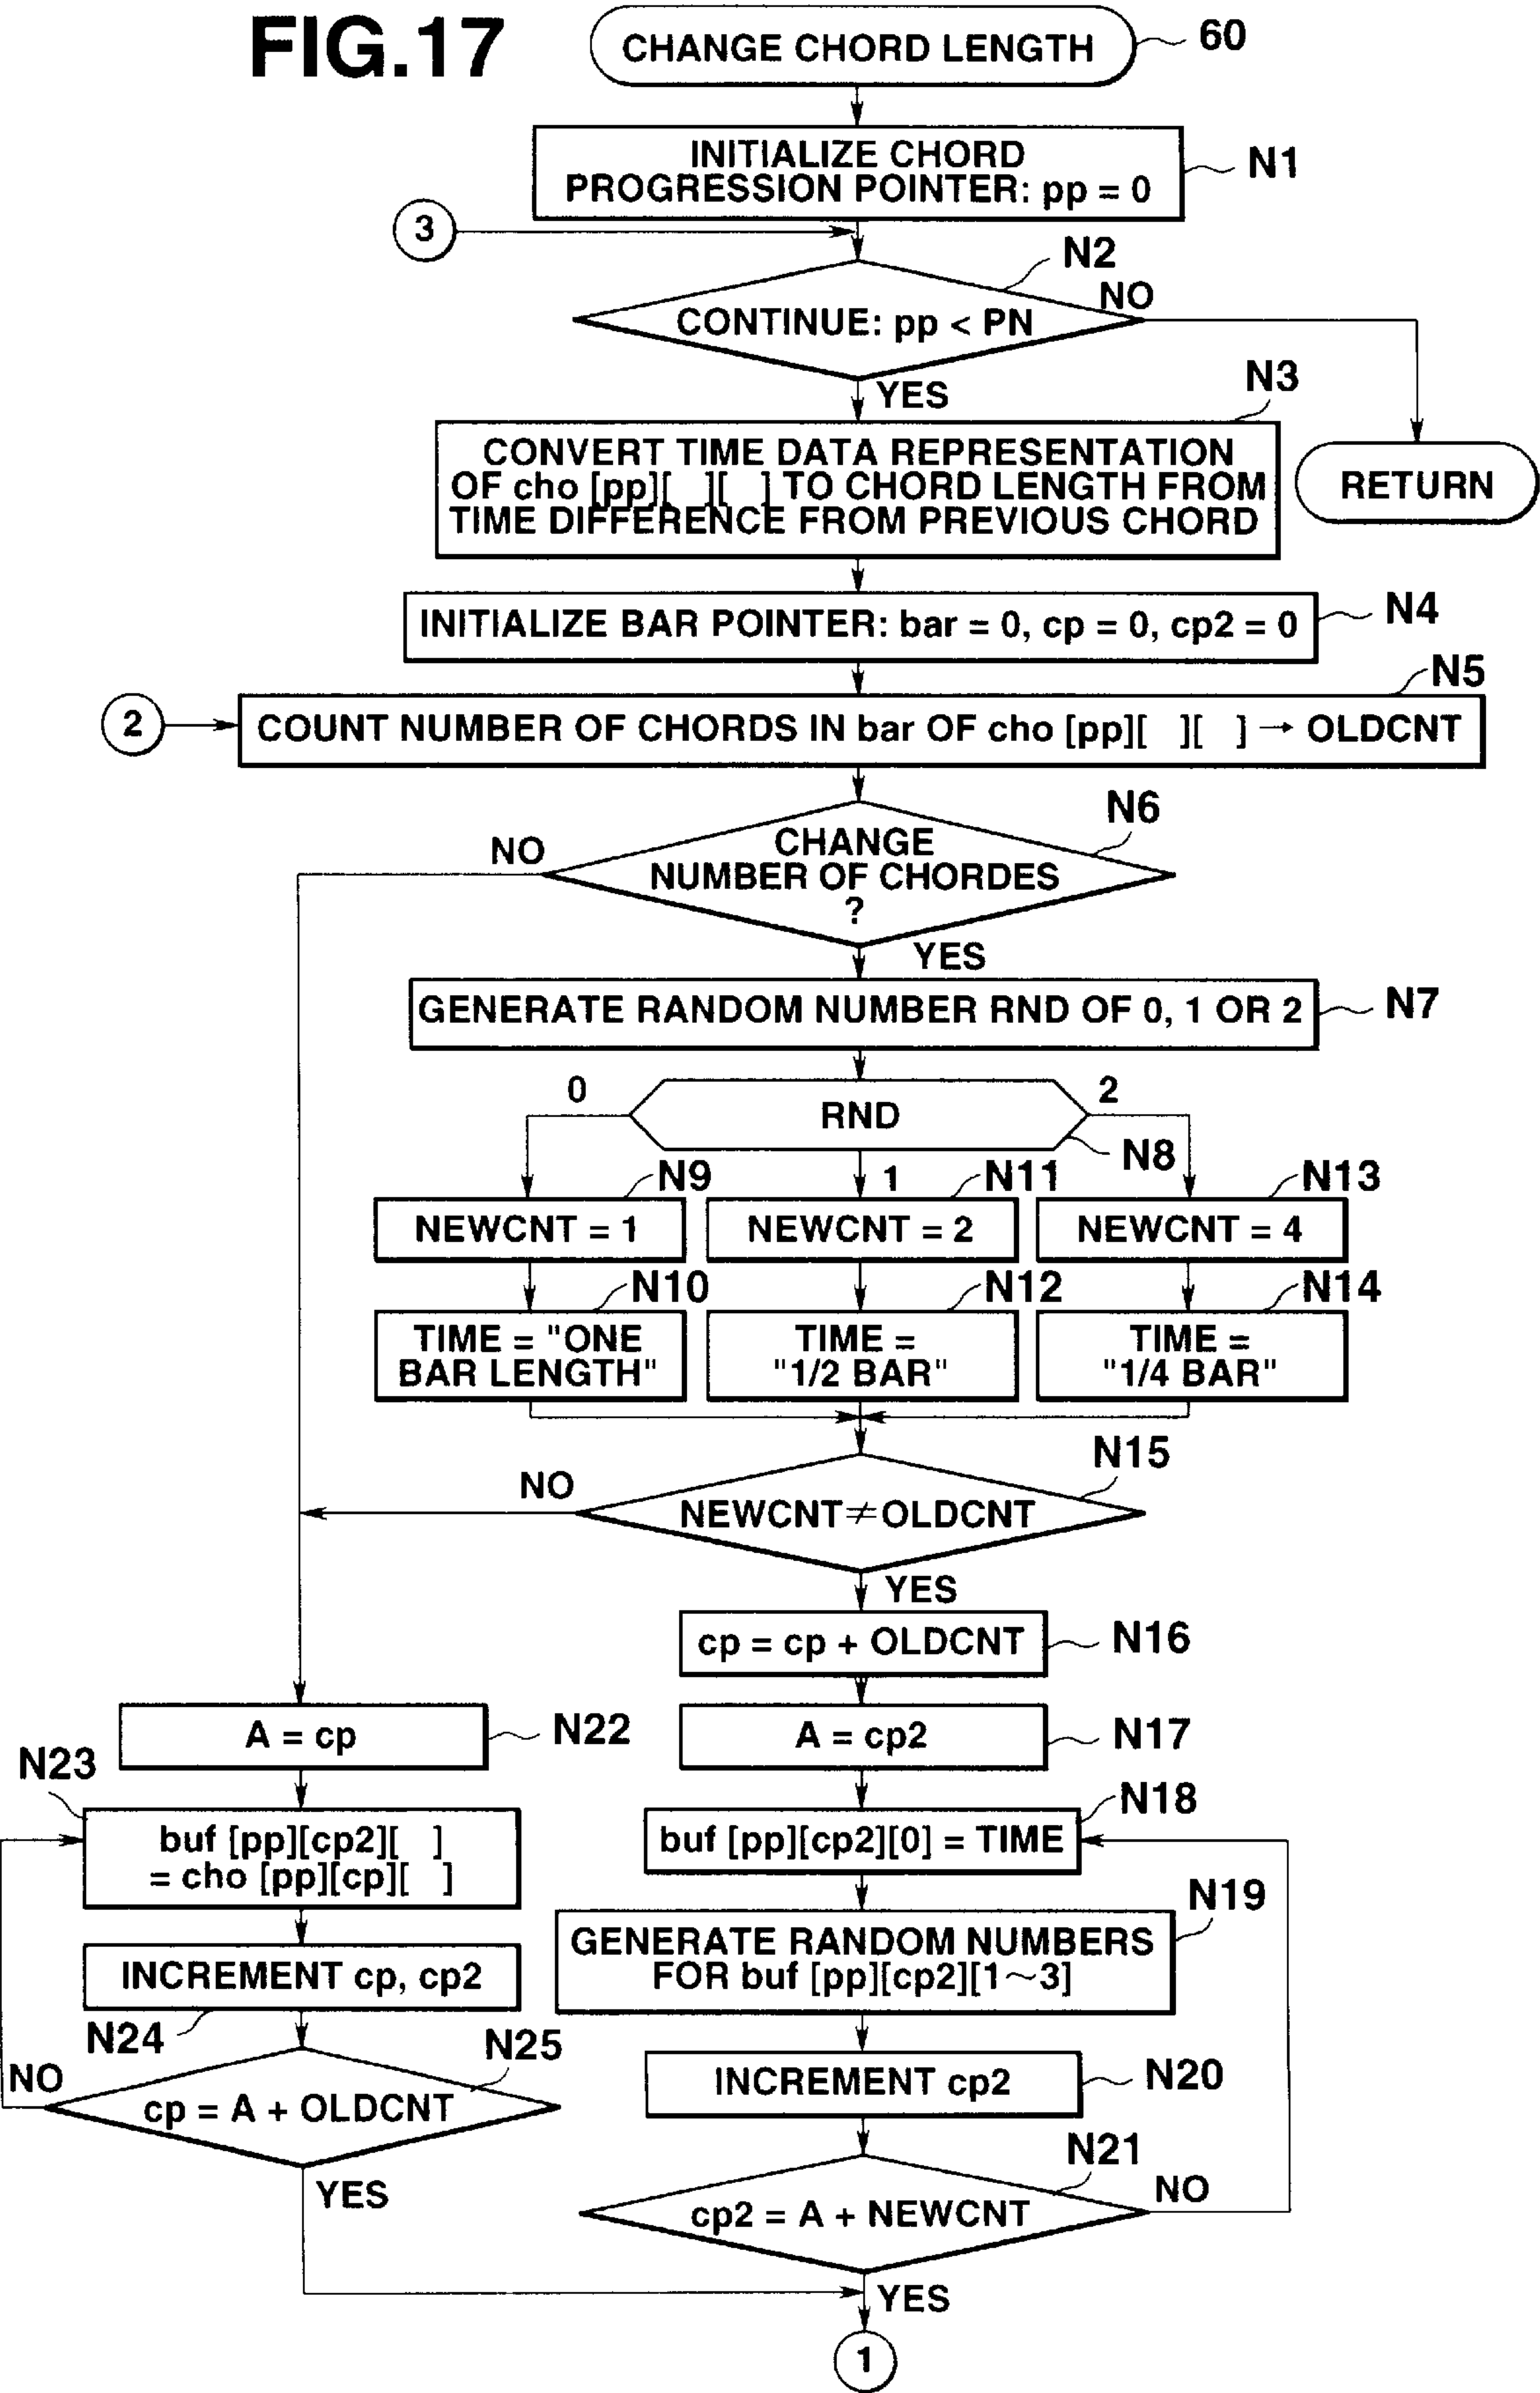 FIG.17
CHANGE CHORD LENGTH
60
INITIALIZE CHORD
PROGRESSION POINTER: pp = 0
N1
3
N2
CONTINUE: pp < PN
NO
YES
N3
CONVERT TIME DATA REPRESENTATION
OF cho [pp][ ][ ] TO CHORD LENGTH FROM
TIME DIFFERENCE FROM PREVIOUS CHORD
RETURN
INITIALIZE BAR POINTER: bar = 0, cp = 0, cp2 = 0
N4
N5
2
COUNT NUMBER OF CHORDS IN bar OF cho [pp][ ][ ] → OLDCNT
N6
NO
CHANGE
NUMBER OF CHORDES
?
YES
GENERATE RANDOM NUMBER RND OF 0, 1 OR 2
N7
0
RND
2
N8
N9
1
N11
N13
NEWCNT = 1
NEWCNT = 2
NEWCNT = 4
N10
N12
N14
TIME = "ONE
BAR LENGTH"
TIME =
"1/2 BAR"
TIME =
"1/4 BAR"
N15
NO
NEWCNT≠OLDCNT
YES
cp = cp + OLDCNT
N16
A = cp
N22
A = cp2
N17
N23
N18
buf [pp][cp2][ ]
= cho [pp][cp][ ]
buf [pp][cp2][0] = TIME
N19
GENERATE RANDOM NUMBERS
FOR buf [pp][cp2][1~3]
INCREMENT cp, cp2
N24
N25
NO
cp = A + OLDCNT
YES
INCREMENT cp2
N20
N21
cp2 = A + NEWCNT
NO
YES
1